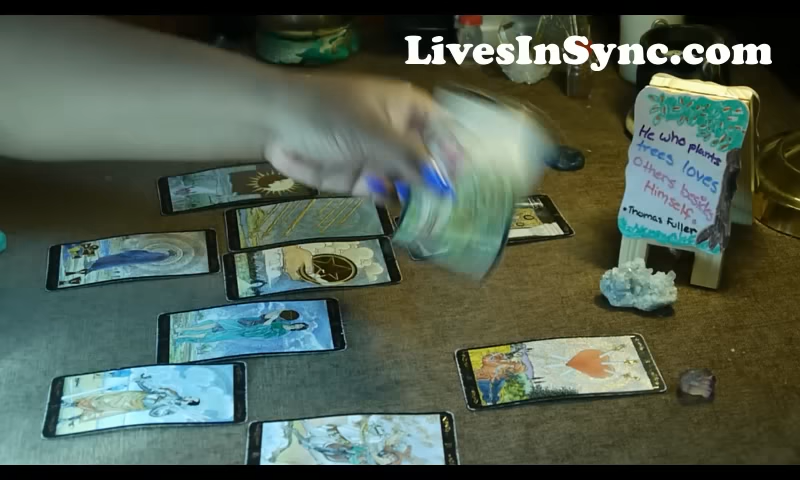 LivesInSync.com
He who plants
trees loves
Others besides
Himself.
•Thomas Fuller